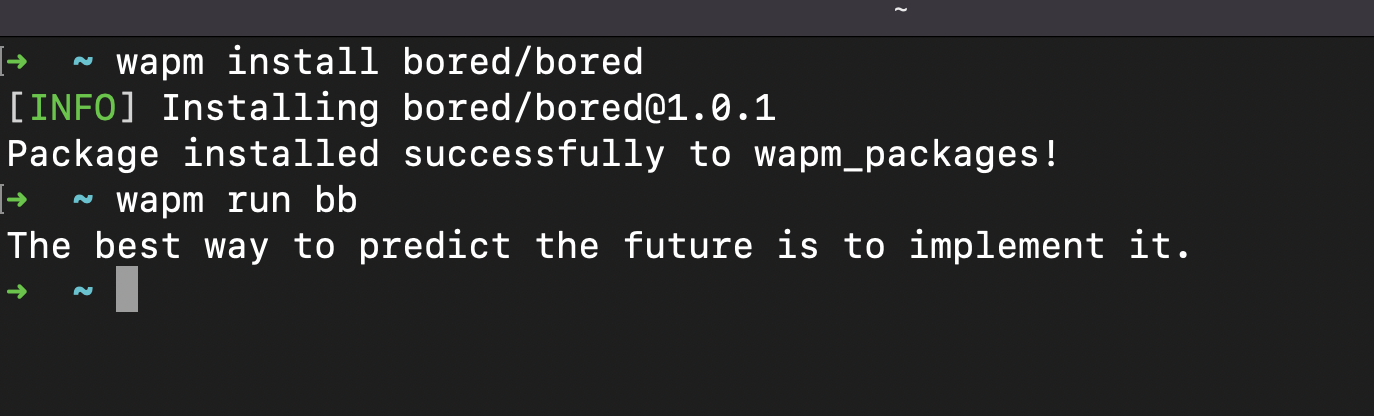 ~
➜ ~ wapm install bored/bored
[INFO] Installing bored/bored@1.0.1
Package installed successfully to wapm_packages!
➜ ~ wapm run bb
The best way to predict the future is to implement it.
➜ ~